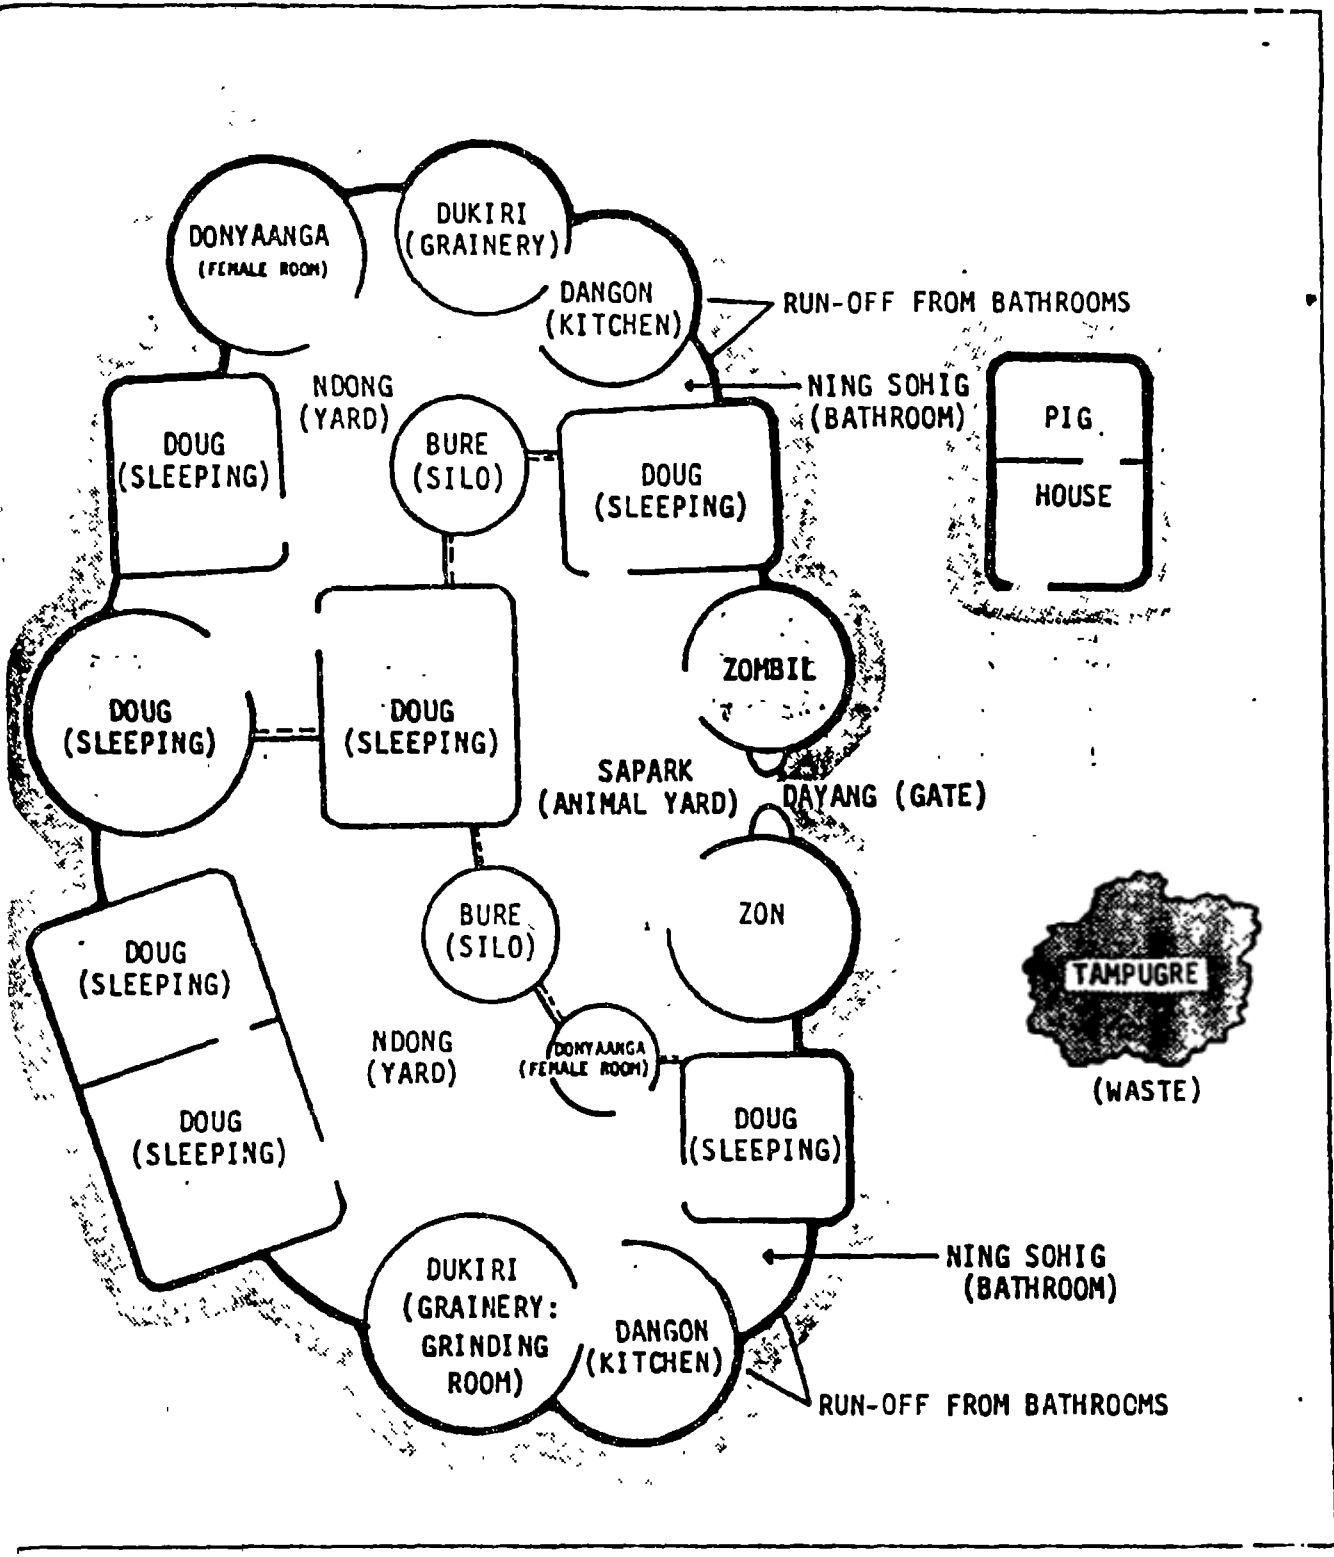 DONYAANGA
(FEMALE ROOM)
DUKIRI
(GRAINERY)
DANGON
(KITCHEN)
RUN-OFF FROM BATHROOMS
NDONG
(YARD)
NING SOHIG
(BATHROOM)
PIG
HOUSE
DOUG
(SLEEPING)
BURE
(SILO)
DOUG
(SLEEPING)
ZOMBIL
DOUG
(SLEEPING)
DOUG
(SLEEPING)
SAPARK
(ANIMAL YARD)
DAYANG (GATE)
BURE
(SILO)
ZON
DOUG
(SLEEPING)
TAMPUGRE
(WASTE)
NDONG
(YARD)
DONYAANGA
(FEMALE ROOM)
DOUG
(SLEEPING)
DOUG
(SLEEPING)
NING SOHIG
(BATHROOM)
DUKIRI
(GRAINERY:
GRINDING
ROOM)
DANGON
(KITCHEN)
RUN-OFF FROM BATHROOMS